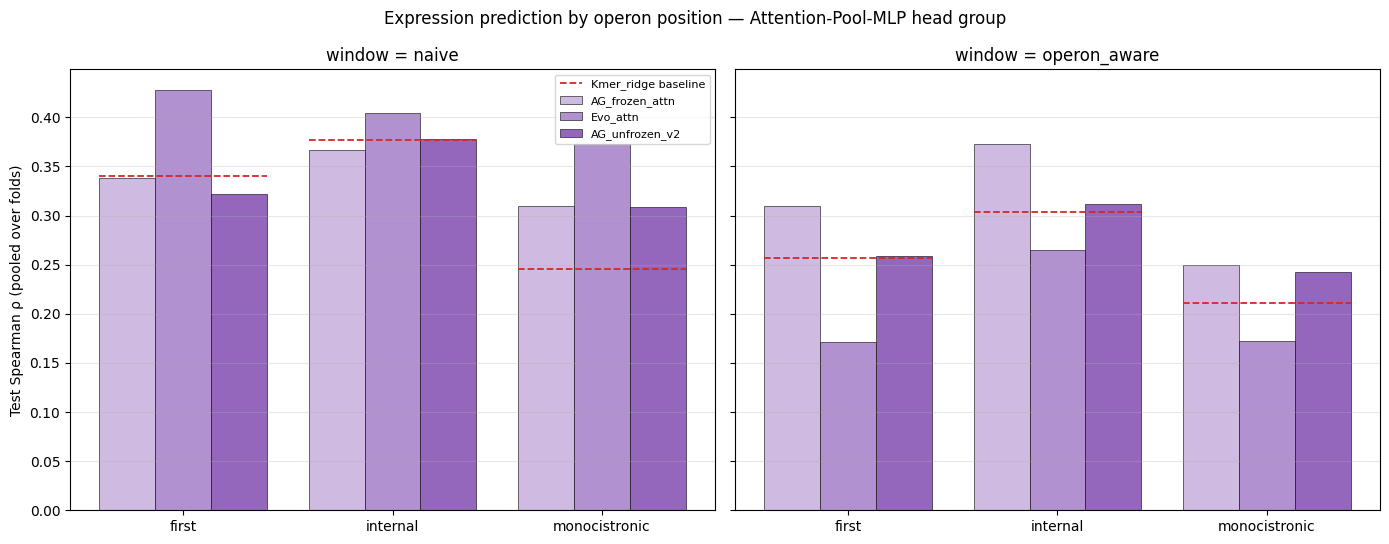 Expression prediction by operon position — Attention-Pool-MLP head group
window = naive
window = operon_aware
Test Spearman ρ (pooled over folds)
0.40
0.35
0.30
0.25
0.20
0.15
0.10
0.05
0.00
Kmer_ridge baseline
AG_frozen_attn
Evo_attn
AG_unfrozen_v2
first
internal
monocistronic
first
internal
monocistronic